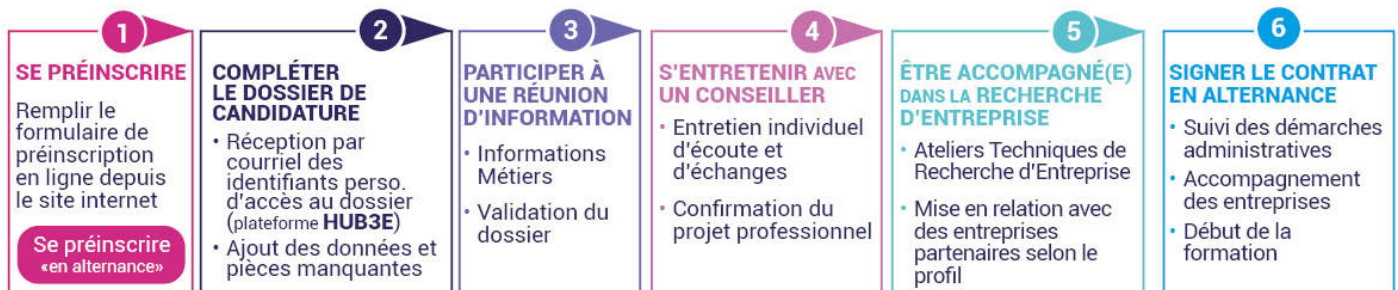 1
SE PRÉINSCRIRE
Remplir le
formulaire de
préinscription
en ligne depuis
le site internet
Se préinscrire
«en alternance»
2
COMPLÉTER
LE DOSSIER DE
CANDIDATURE
• Réception par
courriel des
identifiants perso.
d'accès au dossier
(plateforme HUB3E)
• Ajout des données et
pièces manquantes
3
PARTICIPER À
UNE RÉUNION
D'INFORMATION
• Informations
Métiers
• Validation du
dossier
4
S'ENTRETENIR AVEC
UN CONSEILLER
• Entretien individuel
d'écoute et
d'échanges
• Confirmation du
projet professionnel
5
ÊTRE ACCOMPAGNÉ(E)
DANS LA RECHERCHE
D'ENTREPRISE
• Ateliers Techniques de
Recherche d'Entreprise
• Mise en relation avec
des entreprises
partenaires selon le
profil
6
SIGNER LE CONTRAT
EN ALTERNANCE
• Suivi des démarches
administratives
• Accompagnement
des entreprises
• Début de la
formation